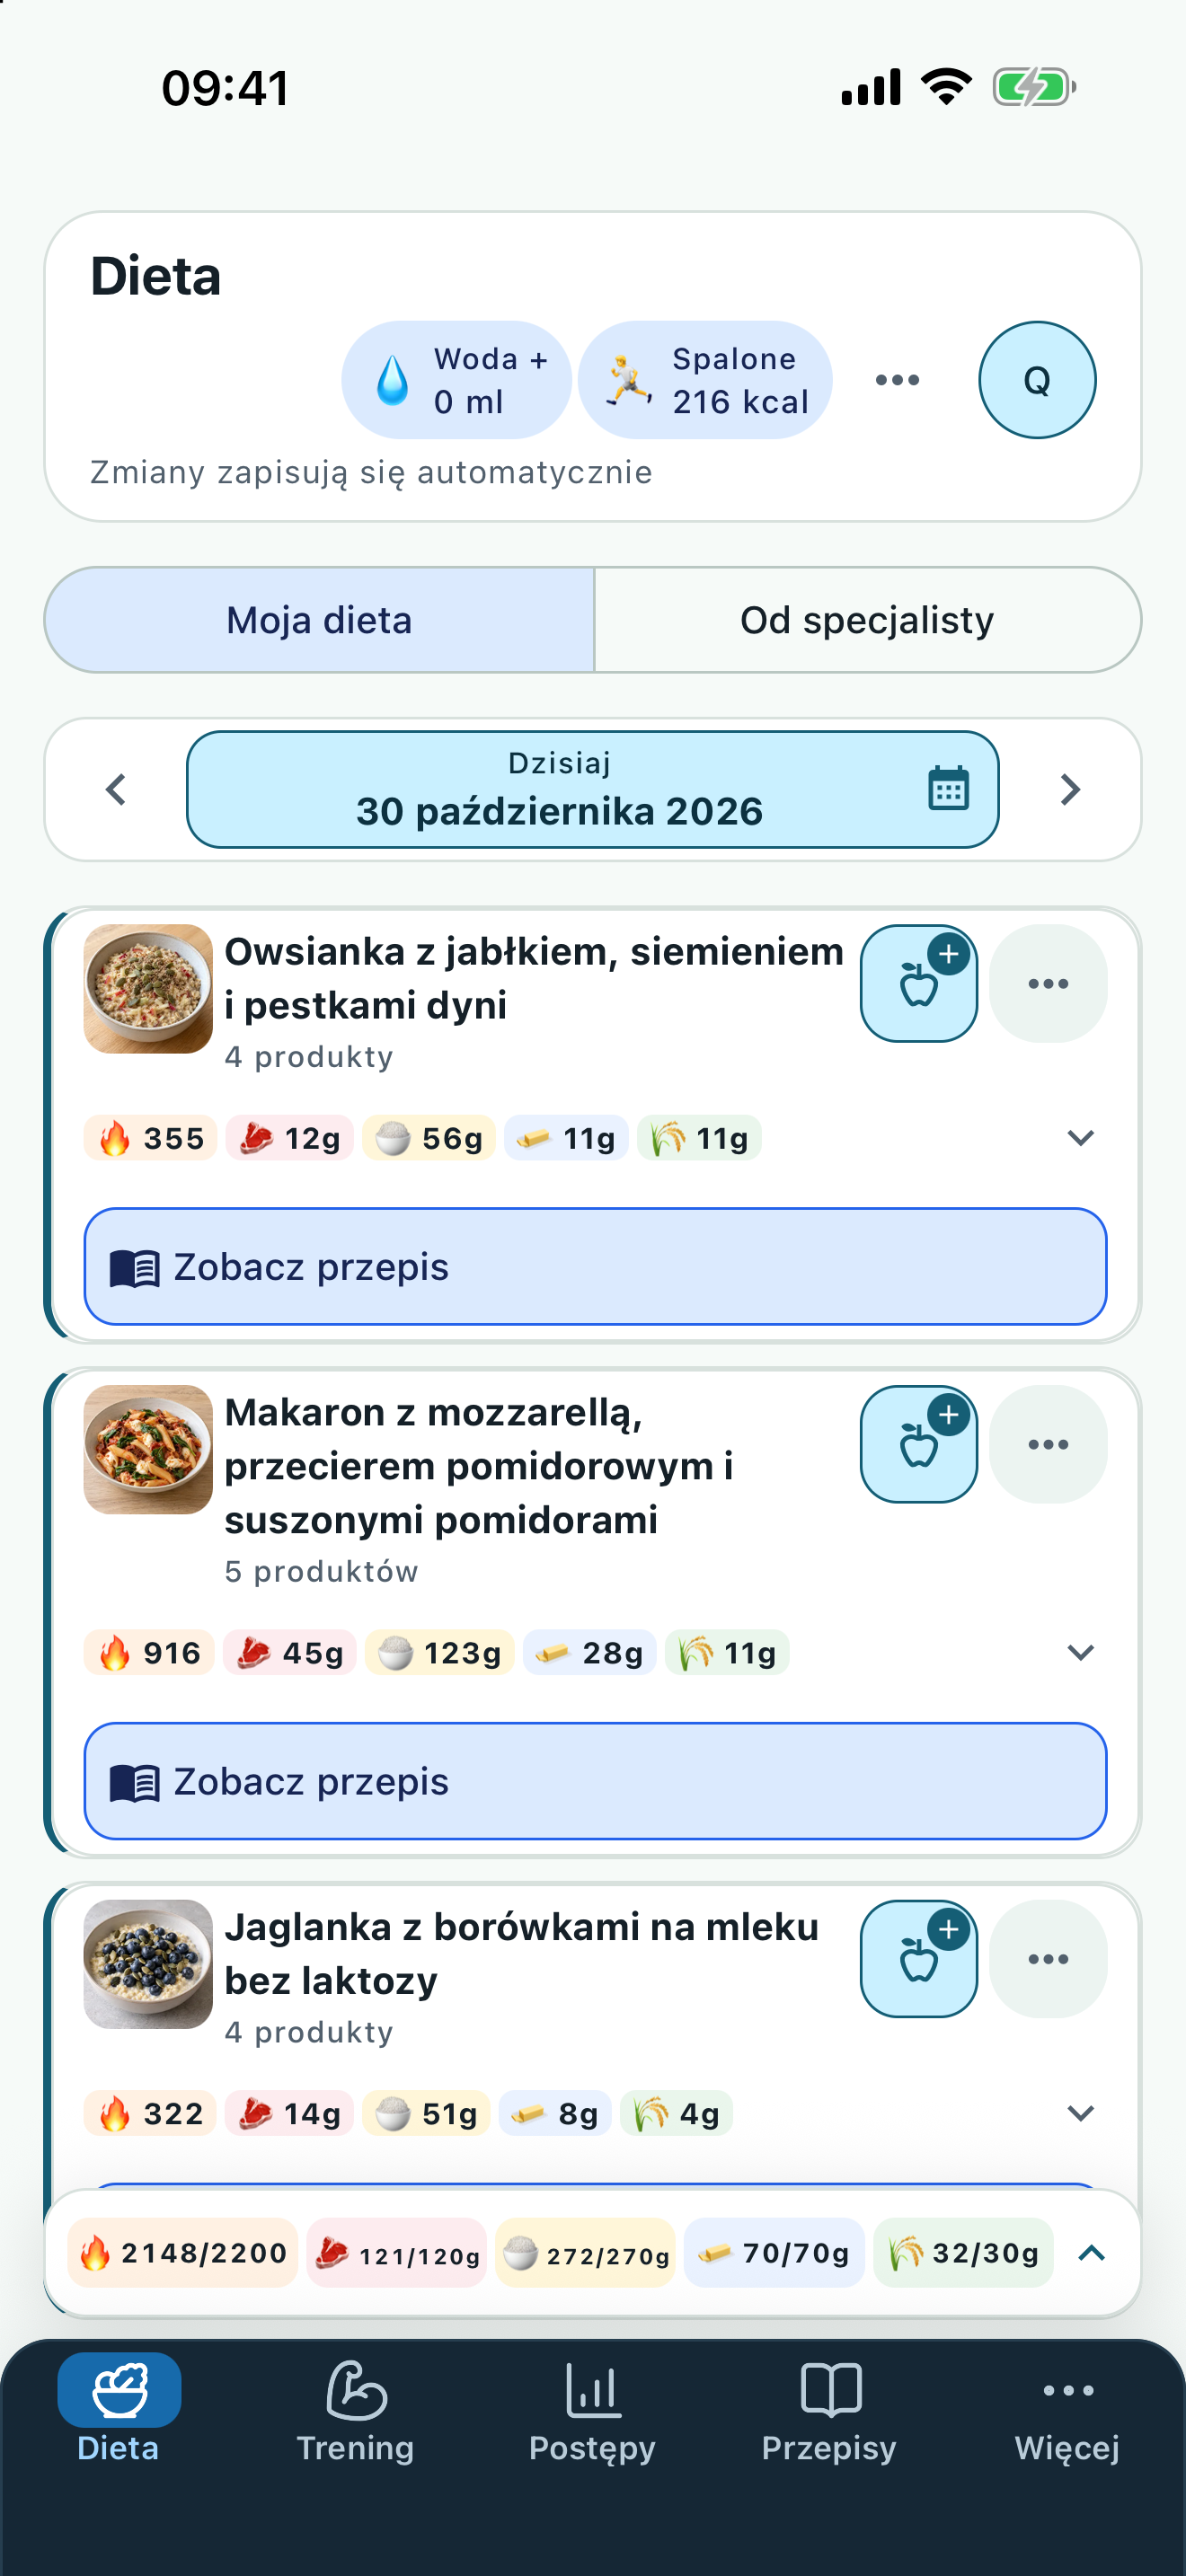 09:41
Dieta
Woda +
0 ml
Spalone
216 kcal
Q
Zmiany zapisują się automatycznie
Moja dieta
Od specjalisty
Dzisiaj
30 października 2026
Owsianka z jabłkiem, siemieniem
i pestkami dyni
4 produkty
355
12g
56g
11g
11g
Zobacz przepis
Makaron z mozzarellą,
przecierem pomidorowym i
suszonymi pomidorami
5 produktów
916
45g
123g
28g
11g
Zobacz przepis
Jaglanka z borówkami na mleku
bez laktozy
4 produkty
322
14g
51g
8g
4g
2148/2200
121/120g
272/270g
70/70g
32/30g
Dieta
Trening
Postępy
Przepisy
Więcej